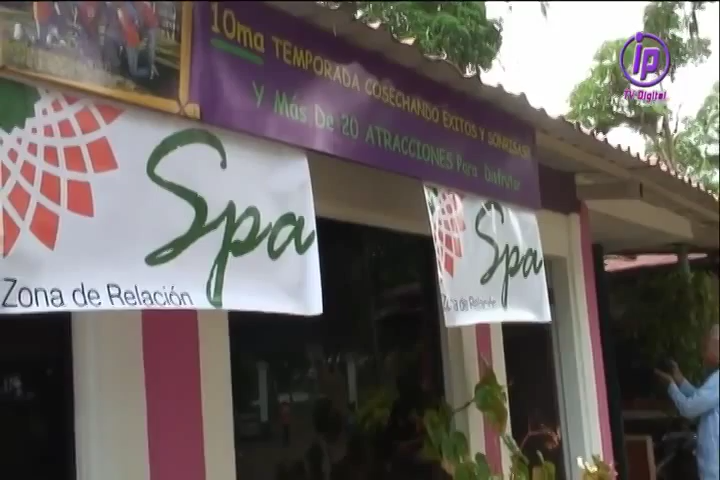 10ma TEMPORADA COSECHANDO EXITOS Y SONRISAS
Y Más De 20 ATRACCIONES Para Disfrutar
jp
TV Digital
Spa
Zona de Relación
Spa
Zona de Relación